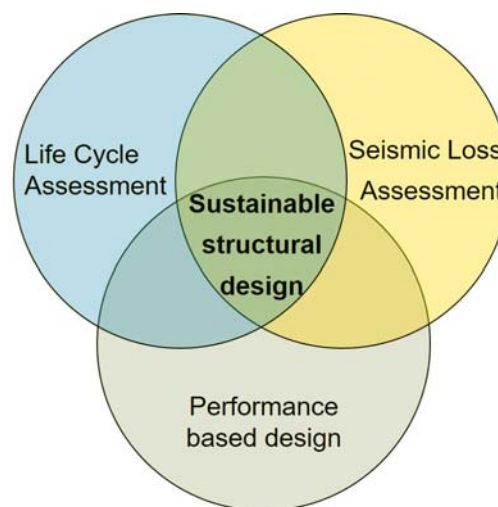 Life Cycle
Assessment
Seismic Loss
Assessment
Sustainable
structural
design
Performance
based design